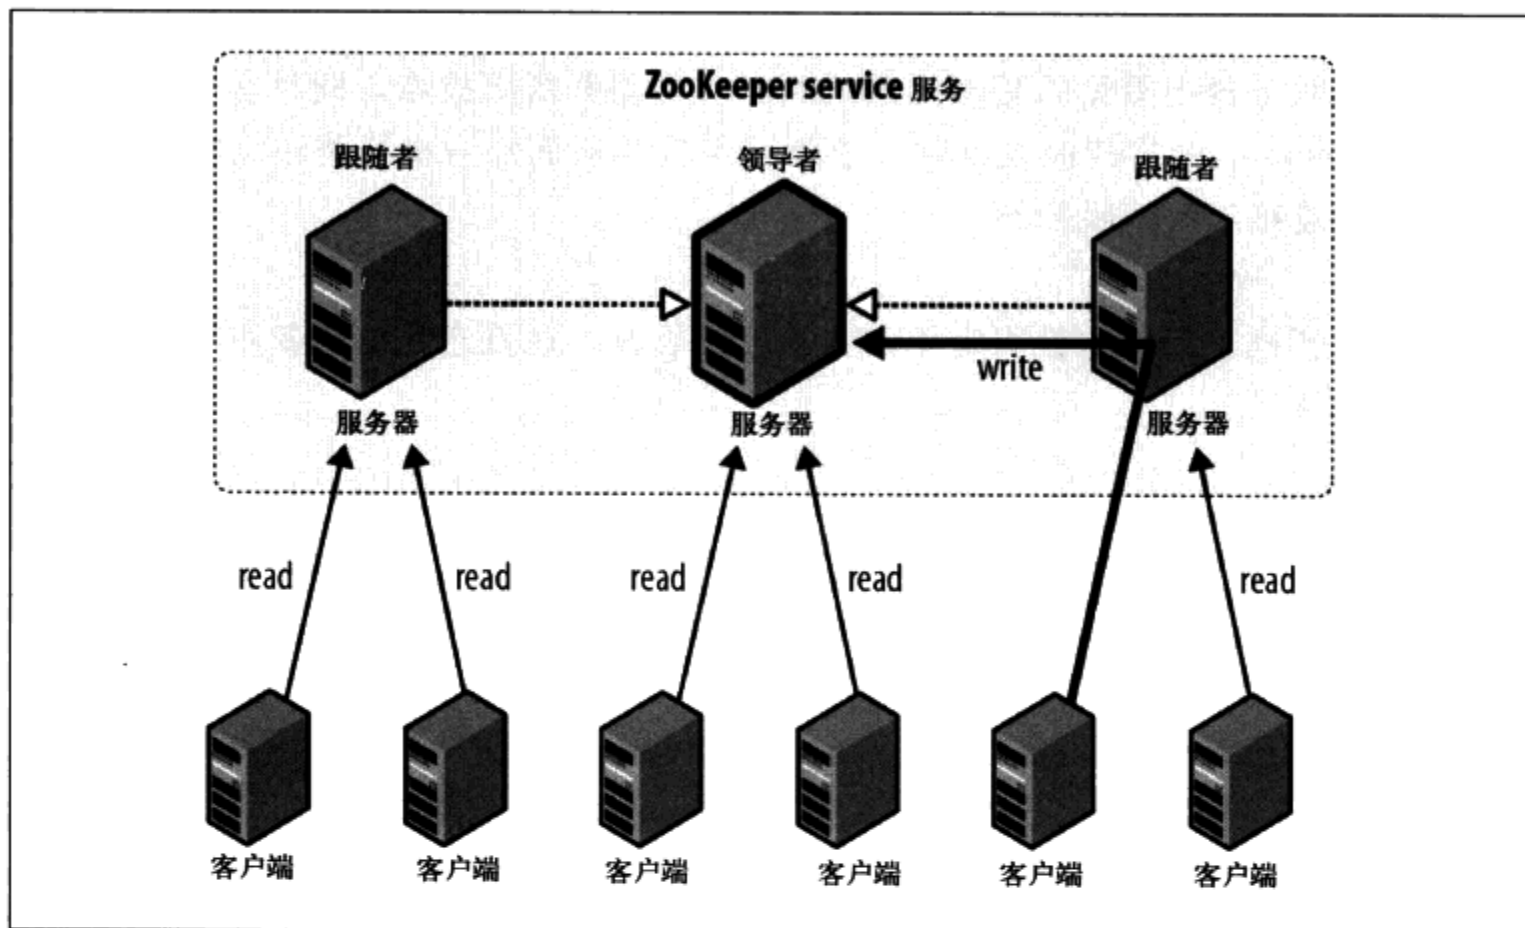 ZooKeeper service 服务
跟随者
领导者
跟随者
write
服务器
服务器
服务器
read
read
read
read
read
客户端
客户端
客户端
客户端
客户端
客户端